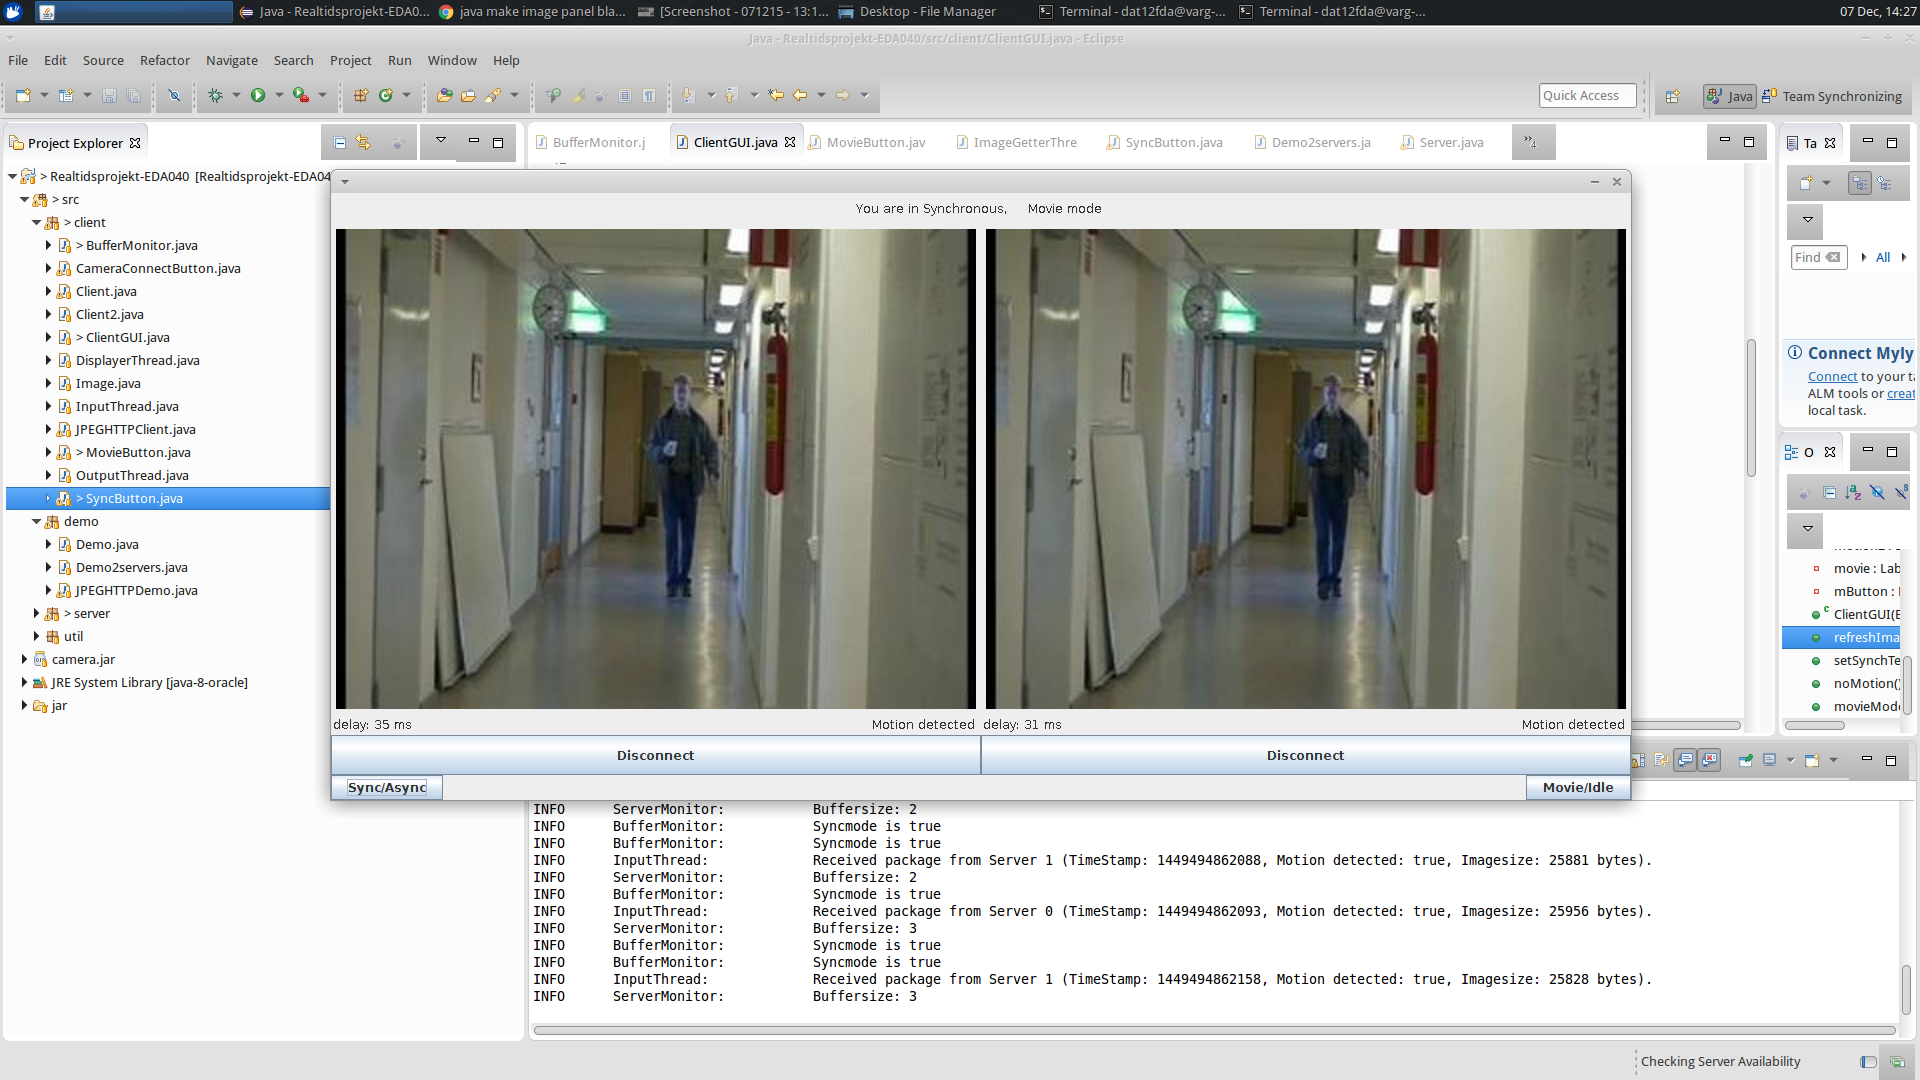 Java - Realtidsprojekt-EDA0...
java make image panel bla...
[Screenshot - 071215 - 13:1...
Desktop - File Manager
Terminal - dat12fda@varg-...
Terminal - dat12fda@varg-...
07 Dec, 14:27
Java - Realtidsprojekt-EDA040/src/client/ClientGUI.java - Eclipse
File Edit Source Refactor Navigate Search Project Run Window Help
Quick Access
Java
Team Synchronizing
Project Explorer
BufferMonitor.j
ClientGUI.java
MovieButton.jav
ImageGetterThre
SyncButton.java
Demo2servers.ja
Server.java
»4
Ta
> Realtidsprojekt-EDA040 [Realtidsprojekt-EDA04
> src
> client
> BufferMonitor.java
CameraConnectButton.java
Client.java
Client2.java
> ClientGUI.java
DisplayerThread.java
Image.java
InputThread.java
JPEGHTTPClient.java
> MovieButton.java
OutputThread.java
> SyncButton.java
demo
Demo.java
Demo2servers.java
JPEGHTTPDemo.java
> server
util
camera.jar
JRE System Library [java-8-oracle]
jar
You are in Synchronous, Movie mode
delay: 35 ms
Motion detected
delay: 31 ms
Motion detected
Disconnect
Disconnect
Sync/Async
Movie/Idle
Find
All
Connect Myly
Connect to your ta
ALM tools or creat
local task.
O
movie : Lab
mButton :
ClientGUI(E
refreshIma
setSynchTe
noMotion()
movieMod
INFO ServerMonitor: Buffersize: 2
INFO BufferMonitor: Syncmode is true
INFO BufferMonitor: Syncmode is true
INFO InputThread: Received package from Server 1 (TimeStamp: 1449494862088, Motion detected: true, Imagesize: 25881 bytes).
INFO ServerMonitor: Buffersize: 2
INFO BufferMonitor: Syncmode is true
INFO InputThread: Received package from Server 0 (TimeStamp: 1449494862093, Motion detected: true, Imagesize: 25956 bytes).
INFO ServerMonitor: Buffersize: 3
INFO BufferMonitor: Syncmode is true
INFO BufferMonitor: Syncmode is true
INFO InputThread: Received package from Server 1 (TimeStamp: 1449494862158, Motion detected: true, Imagesize: 25828 bytes).
INFO ServerMonitor: Buffersize: 3
Checking Server Availability